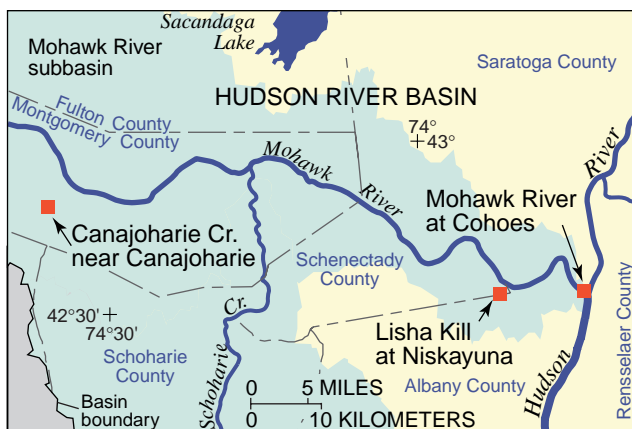 Sacandaga
Lake
Mohawk River
subbasin
Saratoga County
HUDSON RIVER BASIN
Fulton County
Montgomery County
74°
+43°
Mohawk
River
River
Mohawk River
at Cohoes
Canajoharie Cr.
near Canajoharie
Schenectady
County
42°30'+
74°30'
Cr.
Schoharie
Lisha Kill
at Niskayuna
Schoharie
County
Hudson
Rensselaer County
Albany County
Basin
boundary
0 5 MILES
0 10 KILOMETERS